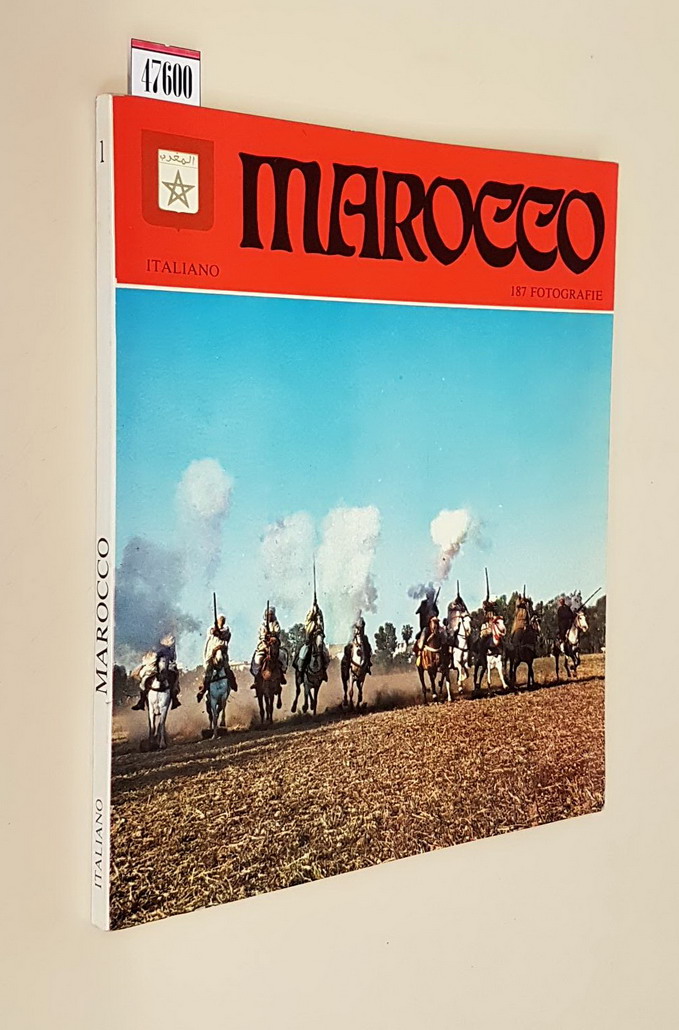 47600
المغرب
MAROCCO
ITALIANO
187 FOTOGRAFIE
1
MAROCCO
ITALIANO